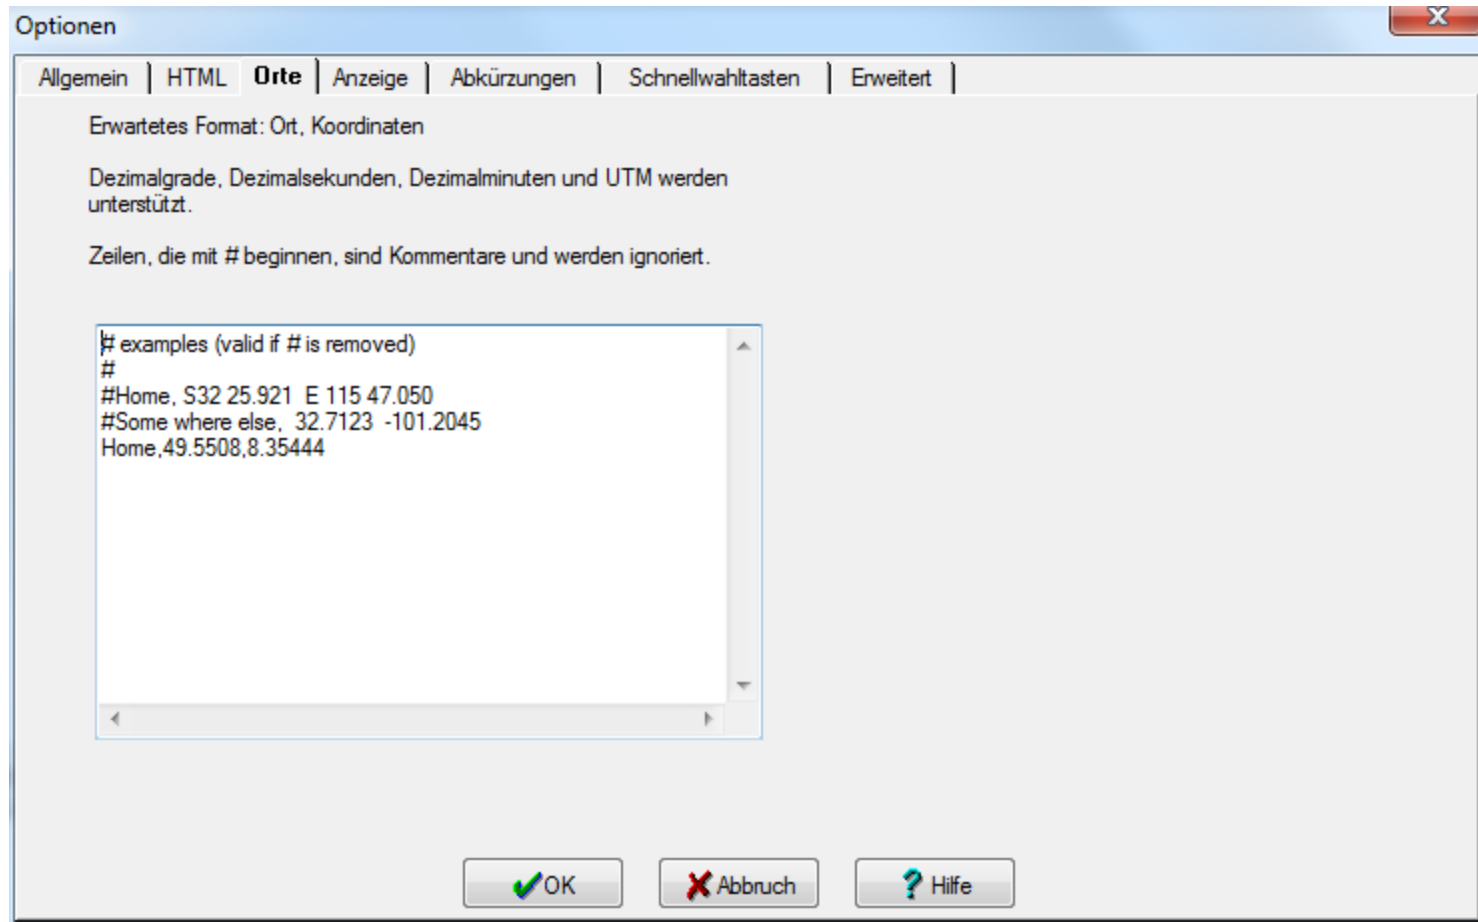 Optionen
Allgemein HTML Orte Anzeige Abkürzungen Schnellwahltasten Erweitert
Erwartetes Format: Ort, Koordinaten
Dezimalgrade, Dezimalsekunden, Dezimalminuten und UTM werden
unterstützt.
Zeilen, die mit # beginnen, sind Kommentare und werden ignoriert.
# examples (valid if # is removed)
#
#Home, S32 25.921  E 115 47.050
#Some where else,  32.7123  -101.2045
Home,49.5508,8.35444
OK Abbruch Hilfe